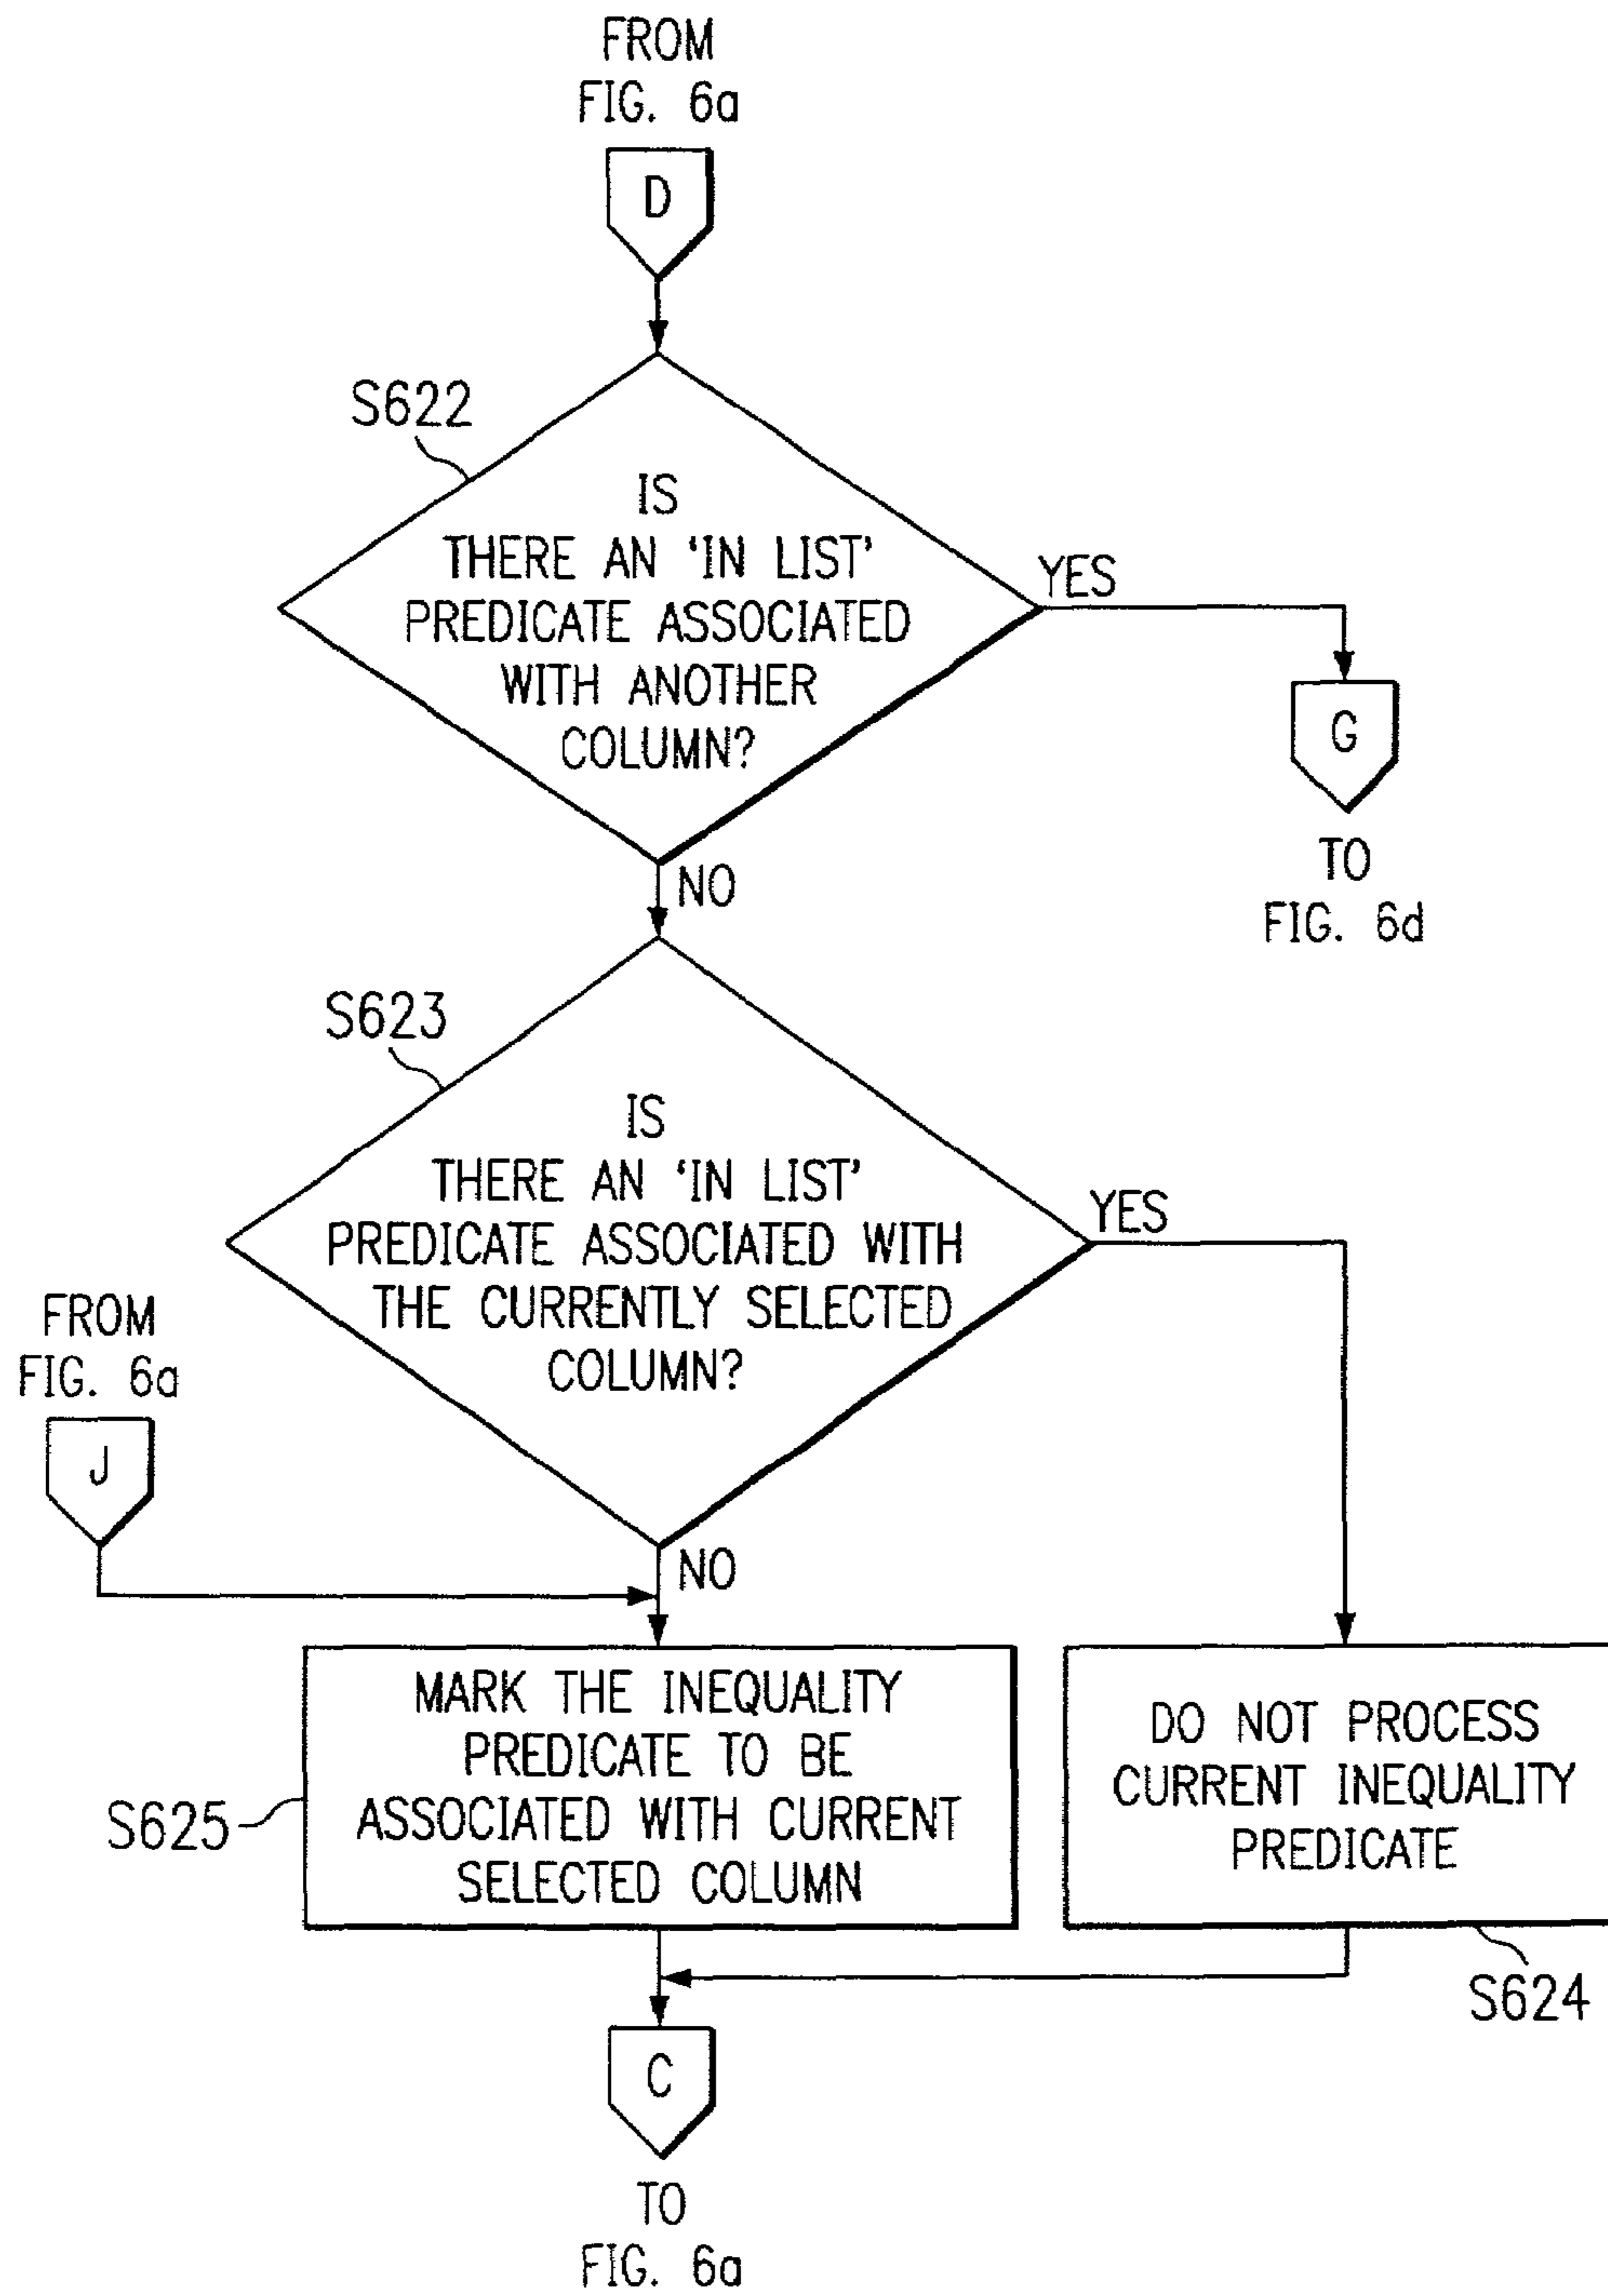 FROM
FIG. 6a
D
S622
IS
THERE AN ‘IN LIST’
PREDICATE ASSOCIATED
WITH ANOTHER
COLUMN?
YES
G
TO
FIG. 6d
NO
S623
IS
THERE AN ‘IN LIST’
PREDICATE ASSOCIATED WITH
THE CURRENTLY SELECTED
COLUMN?
YES
FROM
FIG. 6a
J
NO
MARK THE INEQUALITY
PREDICATE TO BE
ASSOCIATED WITH CURRENT
SELECTED COLUMN
S625
DO NOT PROCESS
CURRENT INEQUALITY
PREDICATE
S624
C
TO
FIG. 6a